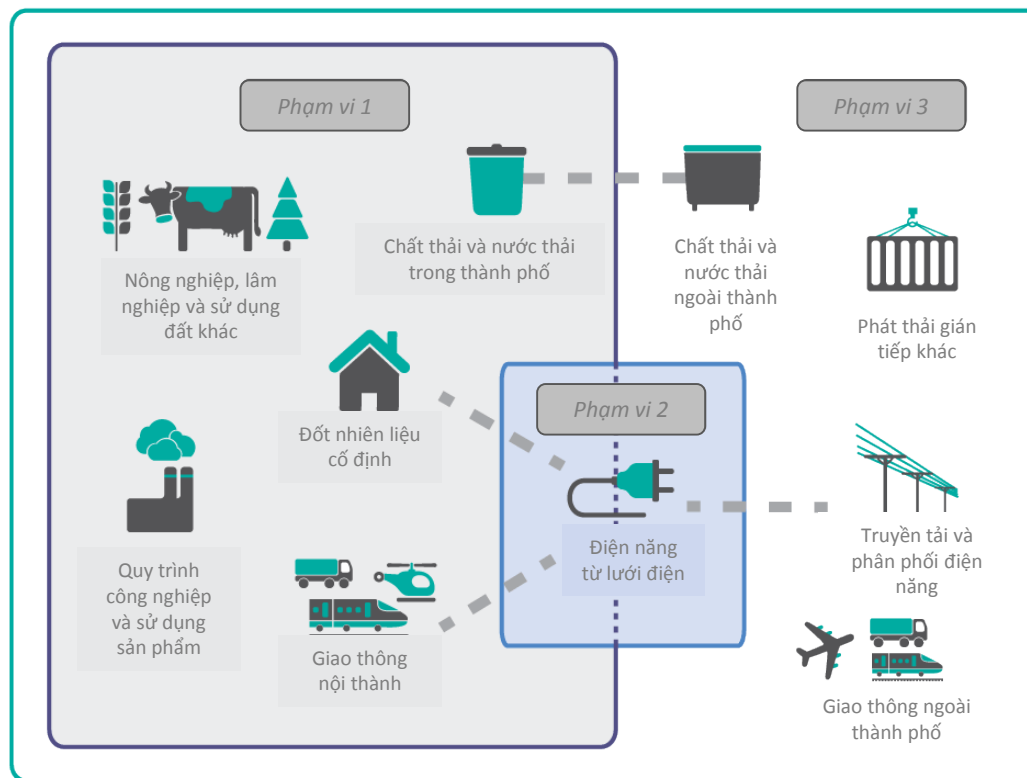 Phạm vi 1
Phạm vi 3
Nông nghiệp, lâm
nghiệp và sử dụng
đất khác
Chất thải và nước thải
trong thành phố
Chất thải và
nước thải
ngoài thành
phố
Phát thải gián
tiếp khác
Đốt nhiên liệu
cố định
Phạm vi 2
Quy trình
công nghiệp
và sử dụng
sản phẩm
Giao thông
nội thành
Điện năng
từ lưới điện
Truyền tải và
phân phối điện
năng
Giao thông ngoài
thành phố